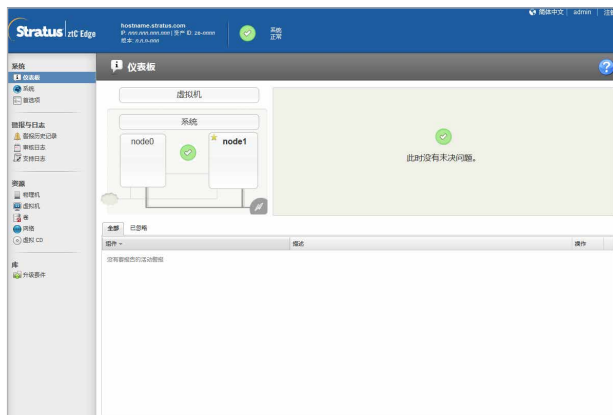 简体中文 | admin | 注
Stratus ztC Edge
hostname.stratus.com
系统
正常
系统
仪表板
系统
首选项
警报与日志
警报历史记录
审核日志
支持日志
资源
物理机
虚拟机
卷
网络
虚拟 CD
库
升级套件
仪表板
虚拟机
系统
node0
node1
此时没有未决问题。
全部
已忽略
组件
描述
操作
没有要报告的活动警报